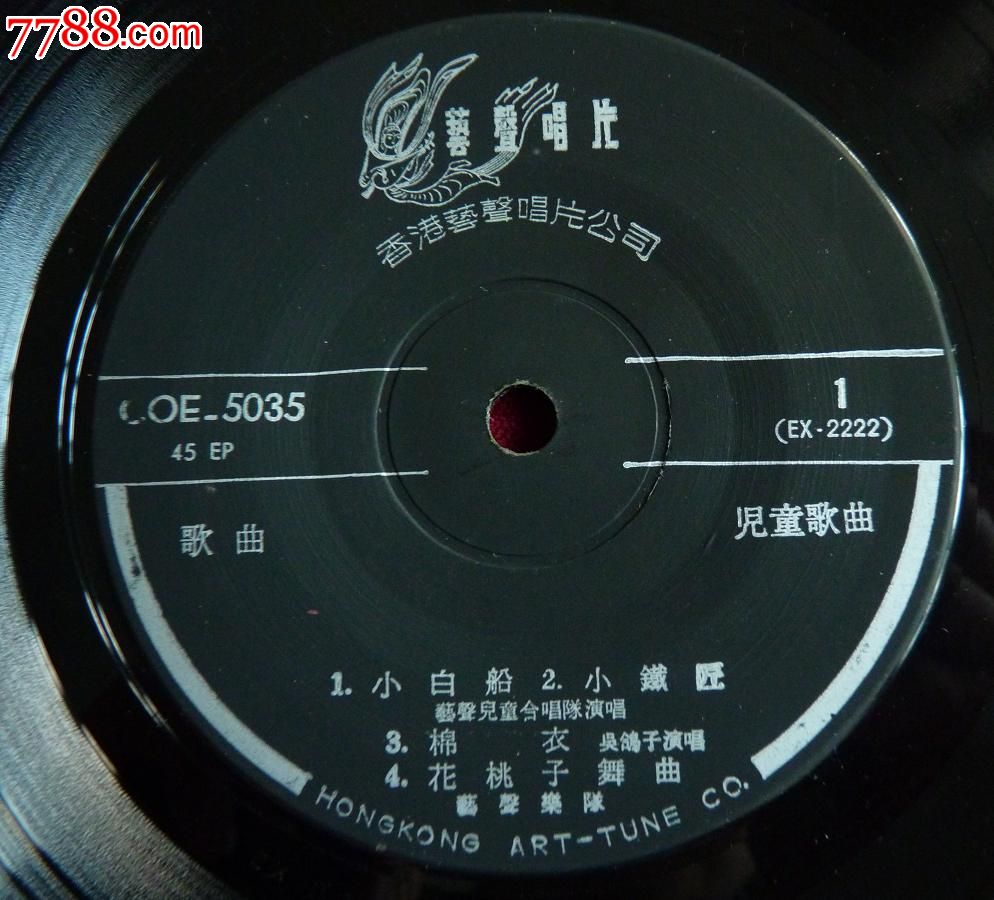 7788.com
藝聲唱片
香港藝聲唱片公司
COE-5035
45 EP
1
(EX-2222)
歌曲
児童歌曲
1. 小白船 2. 小鐵匠
藝聲兒童合唱隊演唱
3. 棉衣 吳鴿子演唱
4. 花桃子舞曲
藝聲樂隊
HONGKONG ART-TUNE CO.